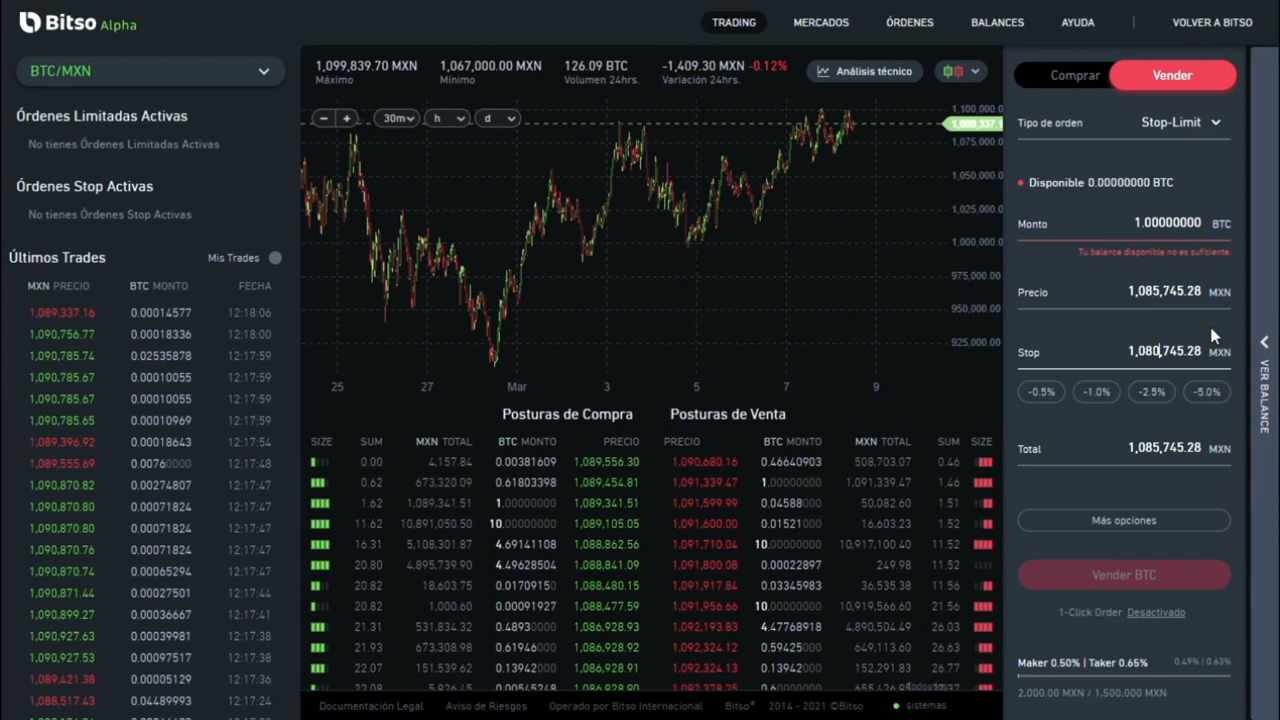 Bitso Alpha
TRADING MERCADOS ÓRDENES BALANCES AYUDA | VOLVER A BITSO
BTC/MXN
Órdenes Limitadas Activas
No tienes Órdenes Limitadas Activas
Órdenes Stop Activas
No tienes Órdenes Stop Activas
Últimos Trades Mis Trades
MXN PRECIO BTC MONTO FECHA
1,089,337.16 0.00014577 12:18:06
1,090,756.77 0.00018336 12:18:00
1,090,785.74 0.02535878 12:17:59
1,090,785.67 0.00010055 12:17:59
1,090,785.67 0.00010055 12:17:59
1,090,785.65 0.00010969 12:17:59
1,089,396.92 0.00018643 12:17:54
1,089,555.69 0.00760000 12:17:48
1,090,870.82 0.00274807 12:17:47
1,090,870.80 0.00071824 12:17:47
1,090,870.80 0.00071824 12:17:47
1,090,870.76 0.00071824 12:17:47
1,090,870.74 0.00065294 12:17:47
1,090,871.44 0.00027501 12:17:44
1,090,899.27 0.00036667 12:17:41
1,090,927.63 0.00039981 12:17:38
1,090,927.53 0.00097517 12:17:38
1,089,421.38 0.00005129 12:17:36
1,088,517.43 0.04489993 12:17:34
1,099,839.70 MXN 1,067,000.00 MXN 126.09 BTC -1,409.30 MXN -0.12%
Máximo Mínimo Volumen 24hrs. Variación 24hrs.
Análisis técnico
− + 30m h d
1,100,000.0
1,089,337.1
1,075,000.0
1,050,000.0
1,025,000.0
1,000,000.0
975,000.00
950,000.00
925,000.00
25 27 Mar 3 5 7 9
Posturas de Compra Posturas de Venta
SIZE SUM MXN TOTAL BTC MONTO PRECIO PRECIO BTC MONTO MXN TOTAL SUM SIZE
0.00 4,157.84 0.00381609 1,089,556.30 1,090,680.16 0.46640903 508,703.07 0.46
0.62 673,320.09 0.61803398 1,089,454.81 1,091,339.47 1.00000000 1,091,339.47 1.46
1.62 1,089,341.51 1.00000000 1,089,341.51 1,091,599.99 0.04588000 50,082.60 1.51
11.62 10,891,050.50 10.00000000 1,089,105.05 1,091,600.00 0.01521000 16,603.23 1.52
16.31 5,108,301.87 4.69141108 1,088,862.56 1,091,710.04 10.00000000 10,917,100.40 11.52
20.80 4,895,739.90 4.49628504 1,088,841.09 1,091,800.08 0.00022897 249.98 11.52
20.82 18,603.75 0.01709150 1,088,480.15 1,091,917.84 0.03345983 36,535.38 11.56
20.82 1,000.60 0.00091927 1,088,477.59 1,091,956.66 10.00000000 10,919,566.60 21.56
21.31 531,834.32 0.48930000 1,086,928.93 1,092,193.83 4.47768918 4,890,504.49 26.03
21.93 673,308.98 0.61946000 1,086,928.92 1,092,324.12 0.59425000 649,113.60 26.63
22.07 151,539.62 0.13942000 1,086,928.91 1,092,324.13 0.13942000 152,291.83 26.77
Documentación Legal Aviso de Riesgos Operado por Bitso Internacional Bitso® 2014 - 2021 ©Bitso sistemas
Comprar Vender
Tipo de orden Stop-Limit
Disponible 0.00000000 BTC
Monto 1.00000000 BTC
Tu balance disponible no es suficiente.
Precio 1,085,745.28 MXN
Stop 1,080,745.28 MXN
-0.5% -1.0% -2.5% -5.0%
Total 1,085,745.28 MXN
Más opciones
Vender BTC
1-Click Order Desactivado
Maker 0.50% | Taker 0.65% 0.49% | 0.63%
2,000.00 MXN / 1,500,000 MXN
VER BALANCE